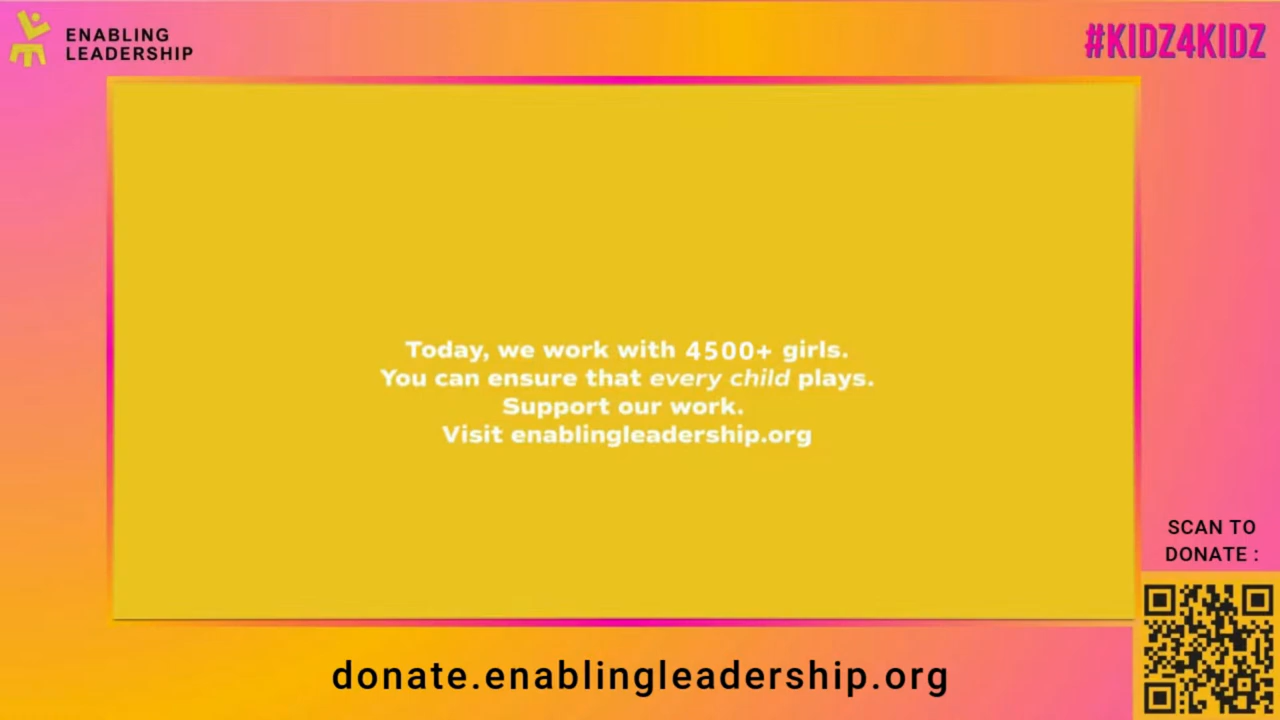 ENABLING
LEADERSHIP
#KIDZ4KIDZ
Today, we work with 4500+ girls.
You can ensure that every child plays.
Support our work.
Visit enablingleadership.org
SCAN TO
DONATE :
donate.enablingleadership.org